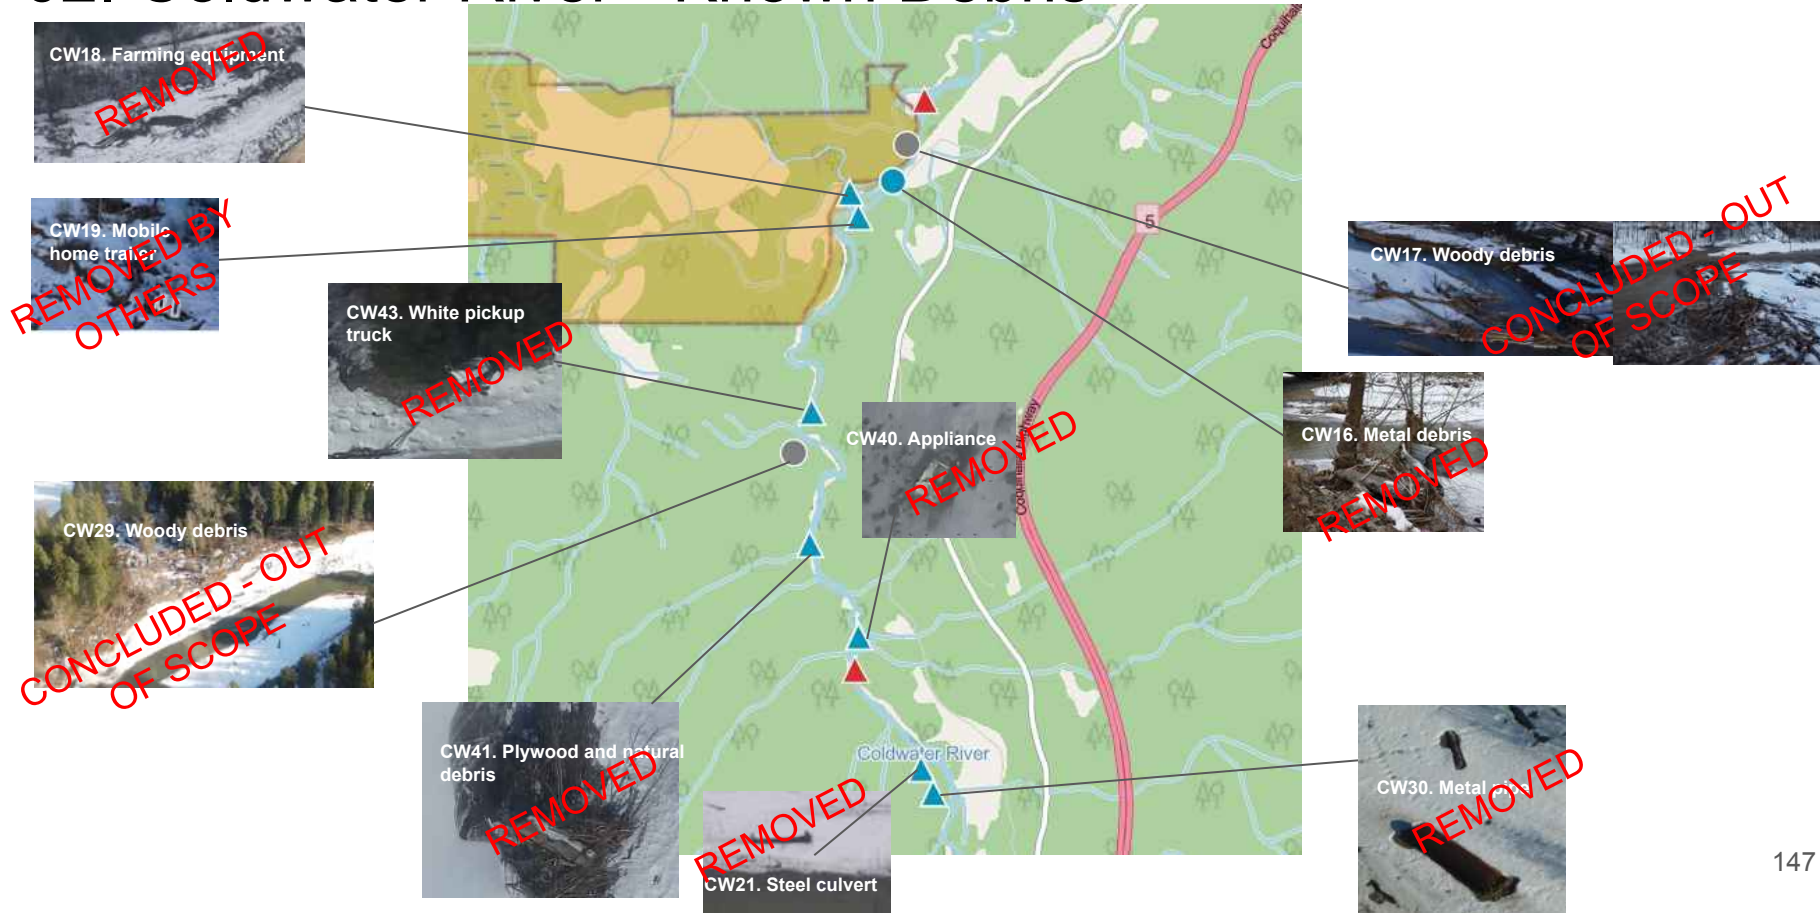 CW18. Farming equipment
REMOVED
CW19. Mobile
home trailer
REMOVED BY
OTHERS
CW43. White pickup
truck
REMOVED
CW29. Woody debris
CONCLUDED - OUT
OF SCOPE
CW41. Plywood and natural
debris
REMOVED
CW21. Steel culvert
REMOVED
CW40. Appliance
REMOVED
Coldwater River
5
CW17. Woody debris
CONCLUDED - OUT
OF SCOPE
CW16. Metal debris
REMOVED
CW30. Metal pipe
REMOVED
147